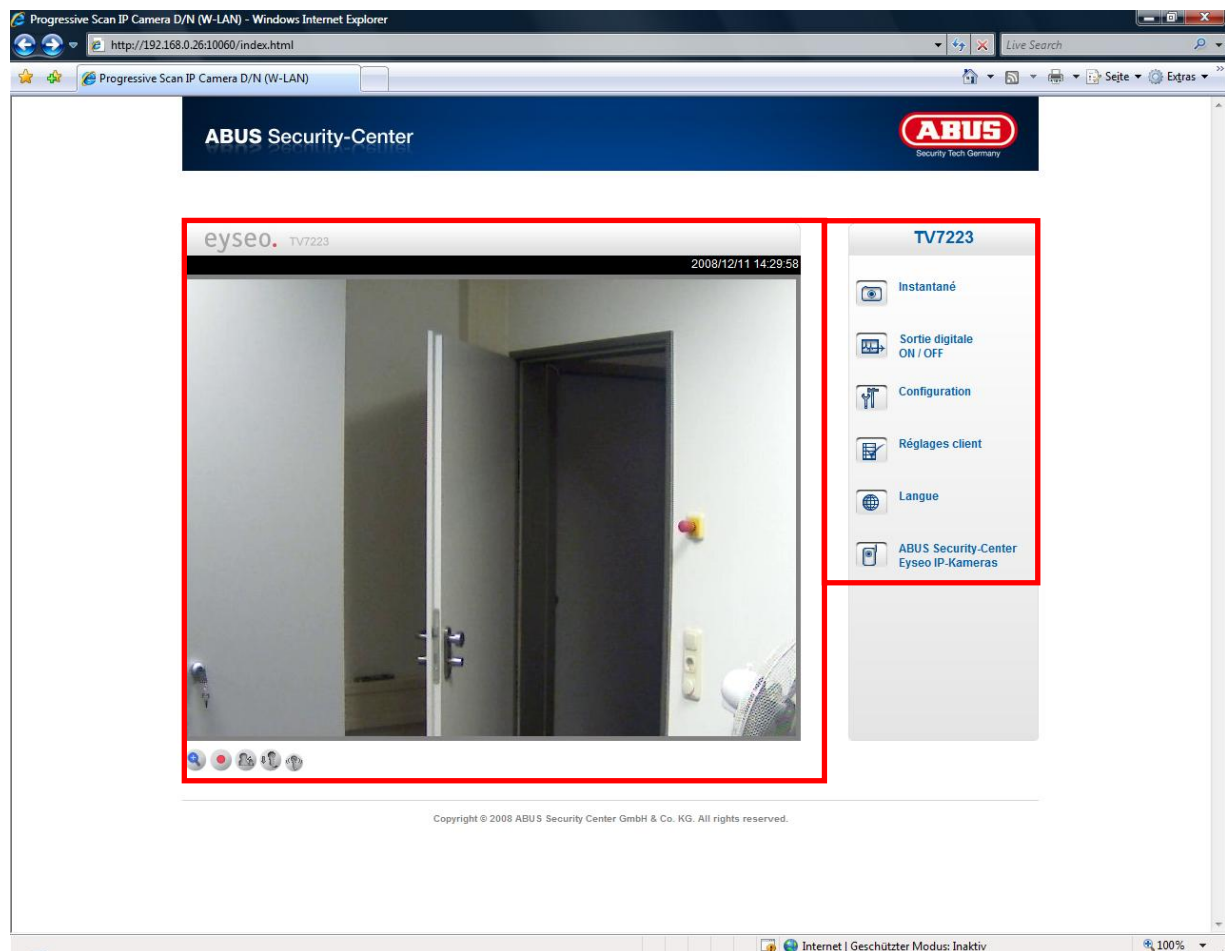 Progressive Scan IP Camera D/N (W-LAN) - Windows Internet Explorer
http://192.168.0.26:10060/index.html
Live Search
Progressive Scan IP Camera D/N (W-LAN)
Seite
Extras
ABUS Security-Center
ABUS
Security Tech Germany
eyseo. TV7223
2008/12/11 14:29:58
TV7223
Instantané
Sortie digitale
ON / OFF
Configuration
Réglages client
Langue
ABUS Security-Center
Eyseo IP-Kameras
Copyright © 2008 ABUS Security Center GmbH & Co. KG. All rights reserved.
Internet | Geschützter Modus: Inaktiv
100%